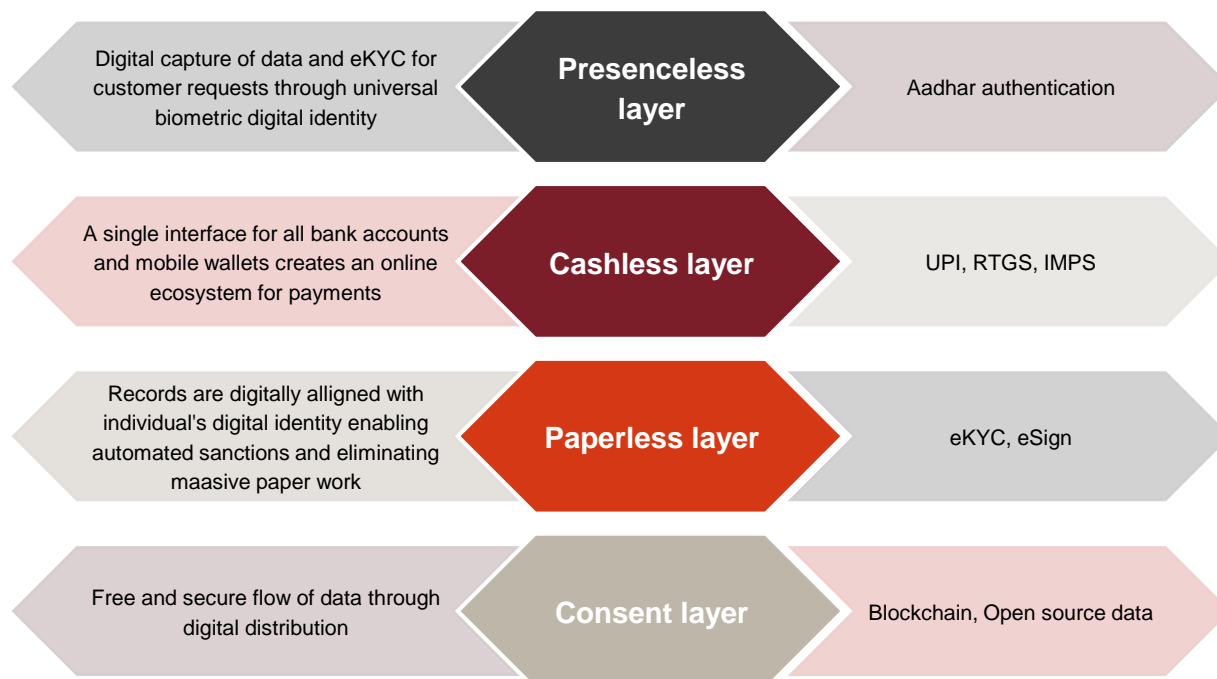 Digital capture of data and eKYC for
customer requests through universal
biometric digital identity
Presenceless
layer
Aadhar authentication
A single interface for all bank accounts
and mobile wallets creates an online
ecosystem for payments
Cashless layer
UPI, RTGS, IMPS
Records are digitally alligned with
individual's digital identity enabling
automated sanctions and eliminating
maasive paper work
Paperless layer
eKYC, eSign
Free and secure flow of data through
digital distribution
Consent layer
Blockchain, Open source data